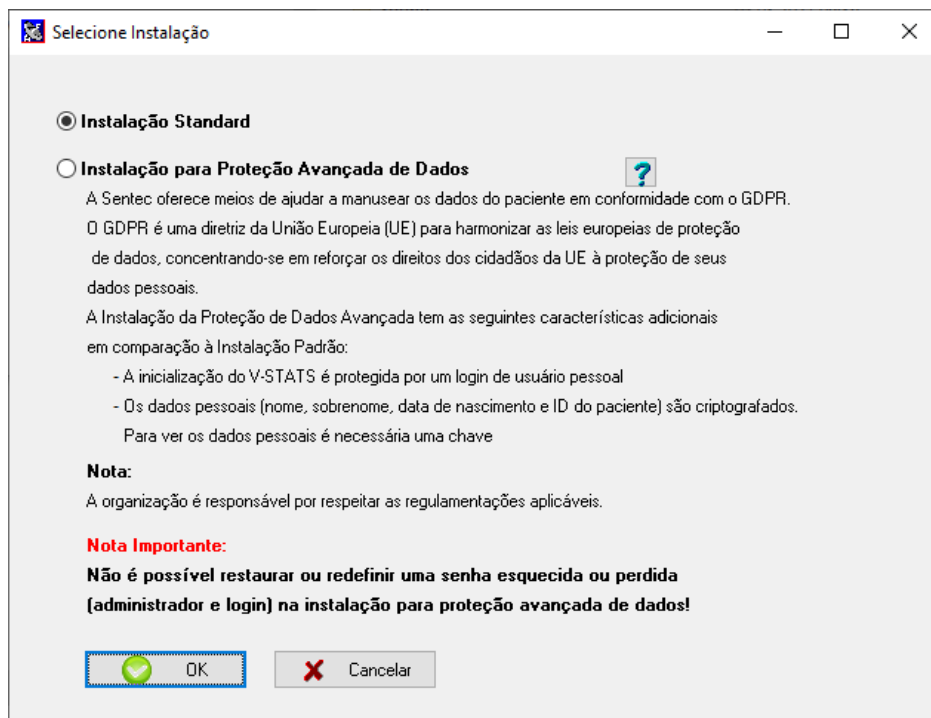 Selecione Instalação
Instalação Standard
Instalação para Proteção Avançada de Dados
?
A Sentec oferece meios de ajudar a manusear os dados do paciente em conformidade com o GDPR.
O GDPR é uma diretriz da União Europeia (UE) para harmonizar as leis europeias de proteção
de dados, concentrando-se em reforçar os direitos dos cidadãos da UE à proteção de seus
dados pessoais.
A Instalação da Proteção de Dados Avançada tem as seguintes características adicionais
em comparação à Instalação Padrão:
- A inicialização do V-STATS é protegida por um login de usuário pessoal
- Os dados pessoais (nome, sobrenome, data de nascimento e ID do paciente) são criptografados.
Para ver os dados pessoais é necessária uma chave
Nota:
A organização é responsável por respeitar as regulamentações aplicáveis.
Nota Importante:
Não é possível restaurar ou redefinir uma senha esquecida ou perdida
(administrador e login) na instalação para proteção avançada de dados!
OK
Cancelar